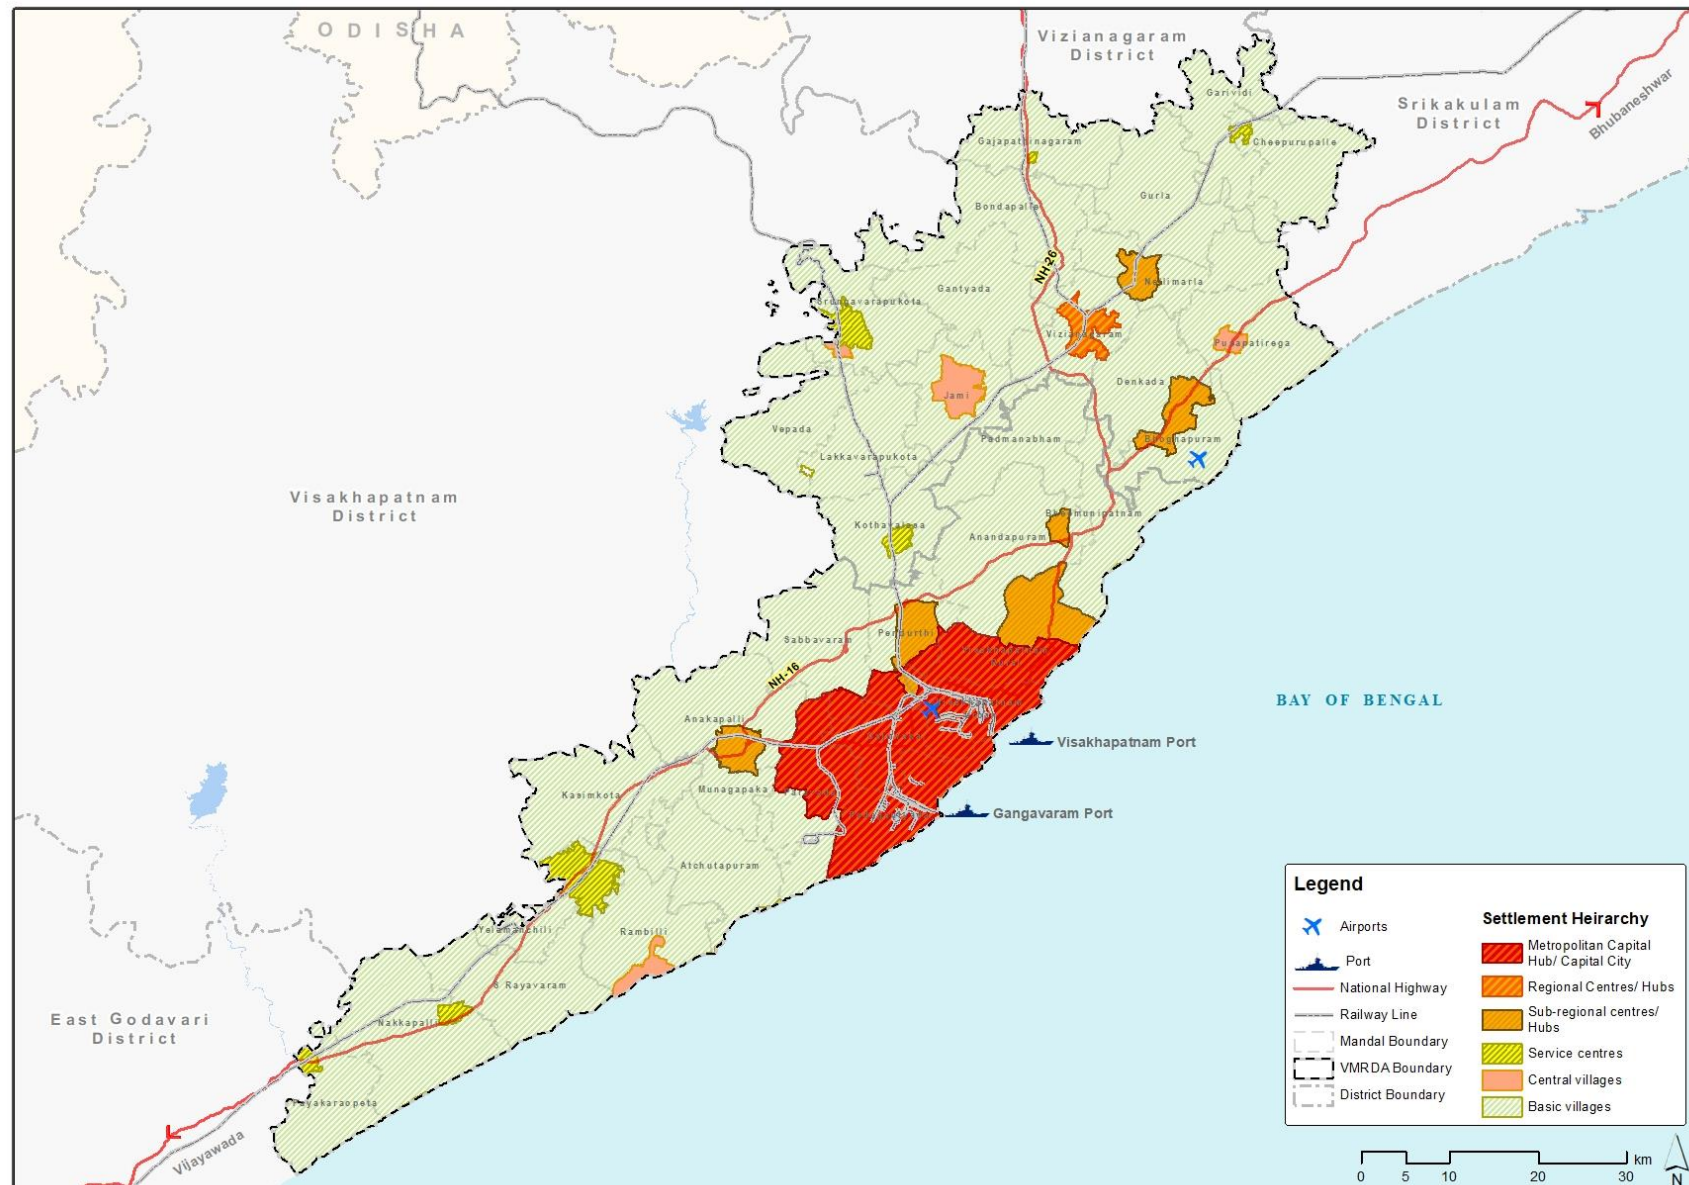 ODISHA
Vizianagaram
District
Srikakulam
District
Bhubaneshwar
Garividi
Cheepurupalle
Gajapathinagaram
Gurla
Bondapalle
NH-26
Nellimarla
Gantyada
Srungavarapukota
Vizianagaram
Pusapatirega
Denkada
Jami
Vepada
Padmanabham
Bhoghapuram
Lakkavarapukota
Visakhapatnam
District
Kothavalasa
Bheemunipatnam
Anandapuram
Pendurthi
Sabbavaram
NH-16
BAY OF BENGAL
Anakapalli
Visakhapatnam Port
Munagapaka
Kasimkota
Gangavaram Port
Atchutapuram
Yelamanchili
Rambilli
S Rayavaram
Nakkapalli
East Godavari
District
Payakaraopeta
Vijayawada
Legend
Airports
Port
National Highway
Railway Line
Mandal Boundary
VMRDA Boundary
District Boundary
Settlement Heirarchy
Metropolitan Capital
Hub/ Capital City
Regional Centres/ Hubs
Sub-regional centres/
Hubs
Service centres
Central villages
Basic villages
km
0 5 10 20 30
N